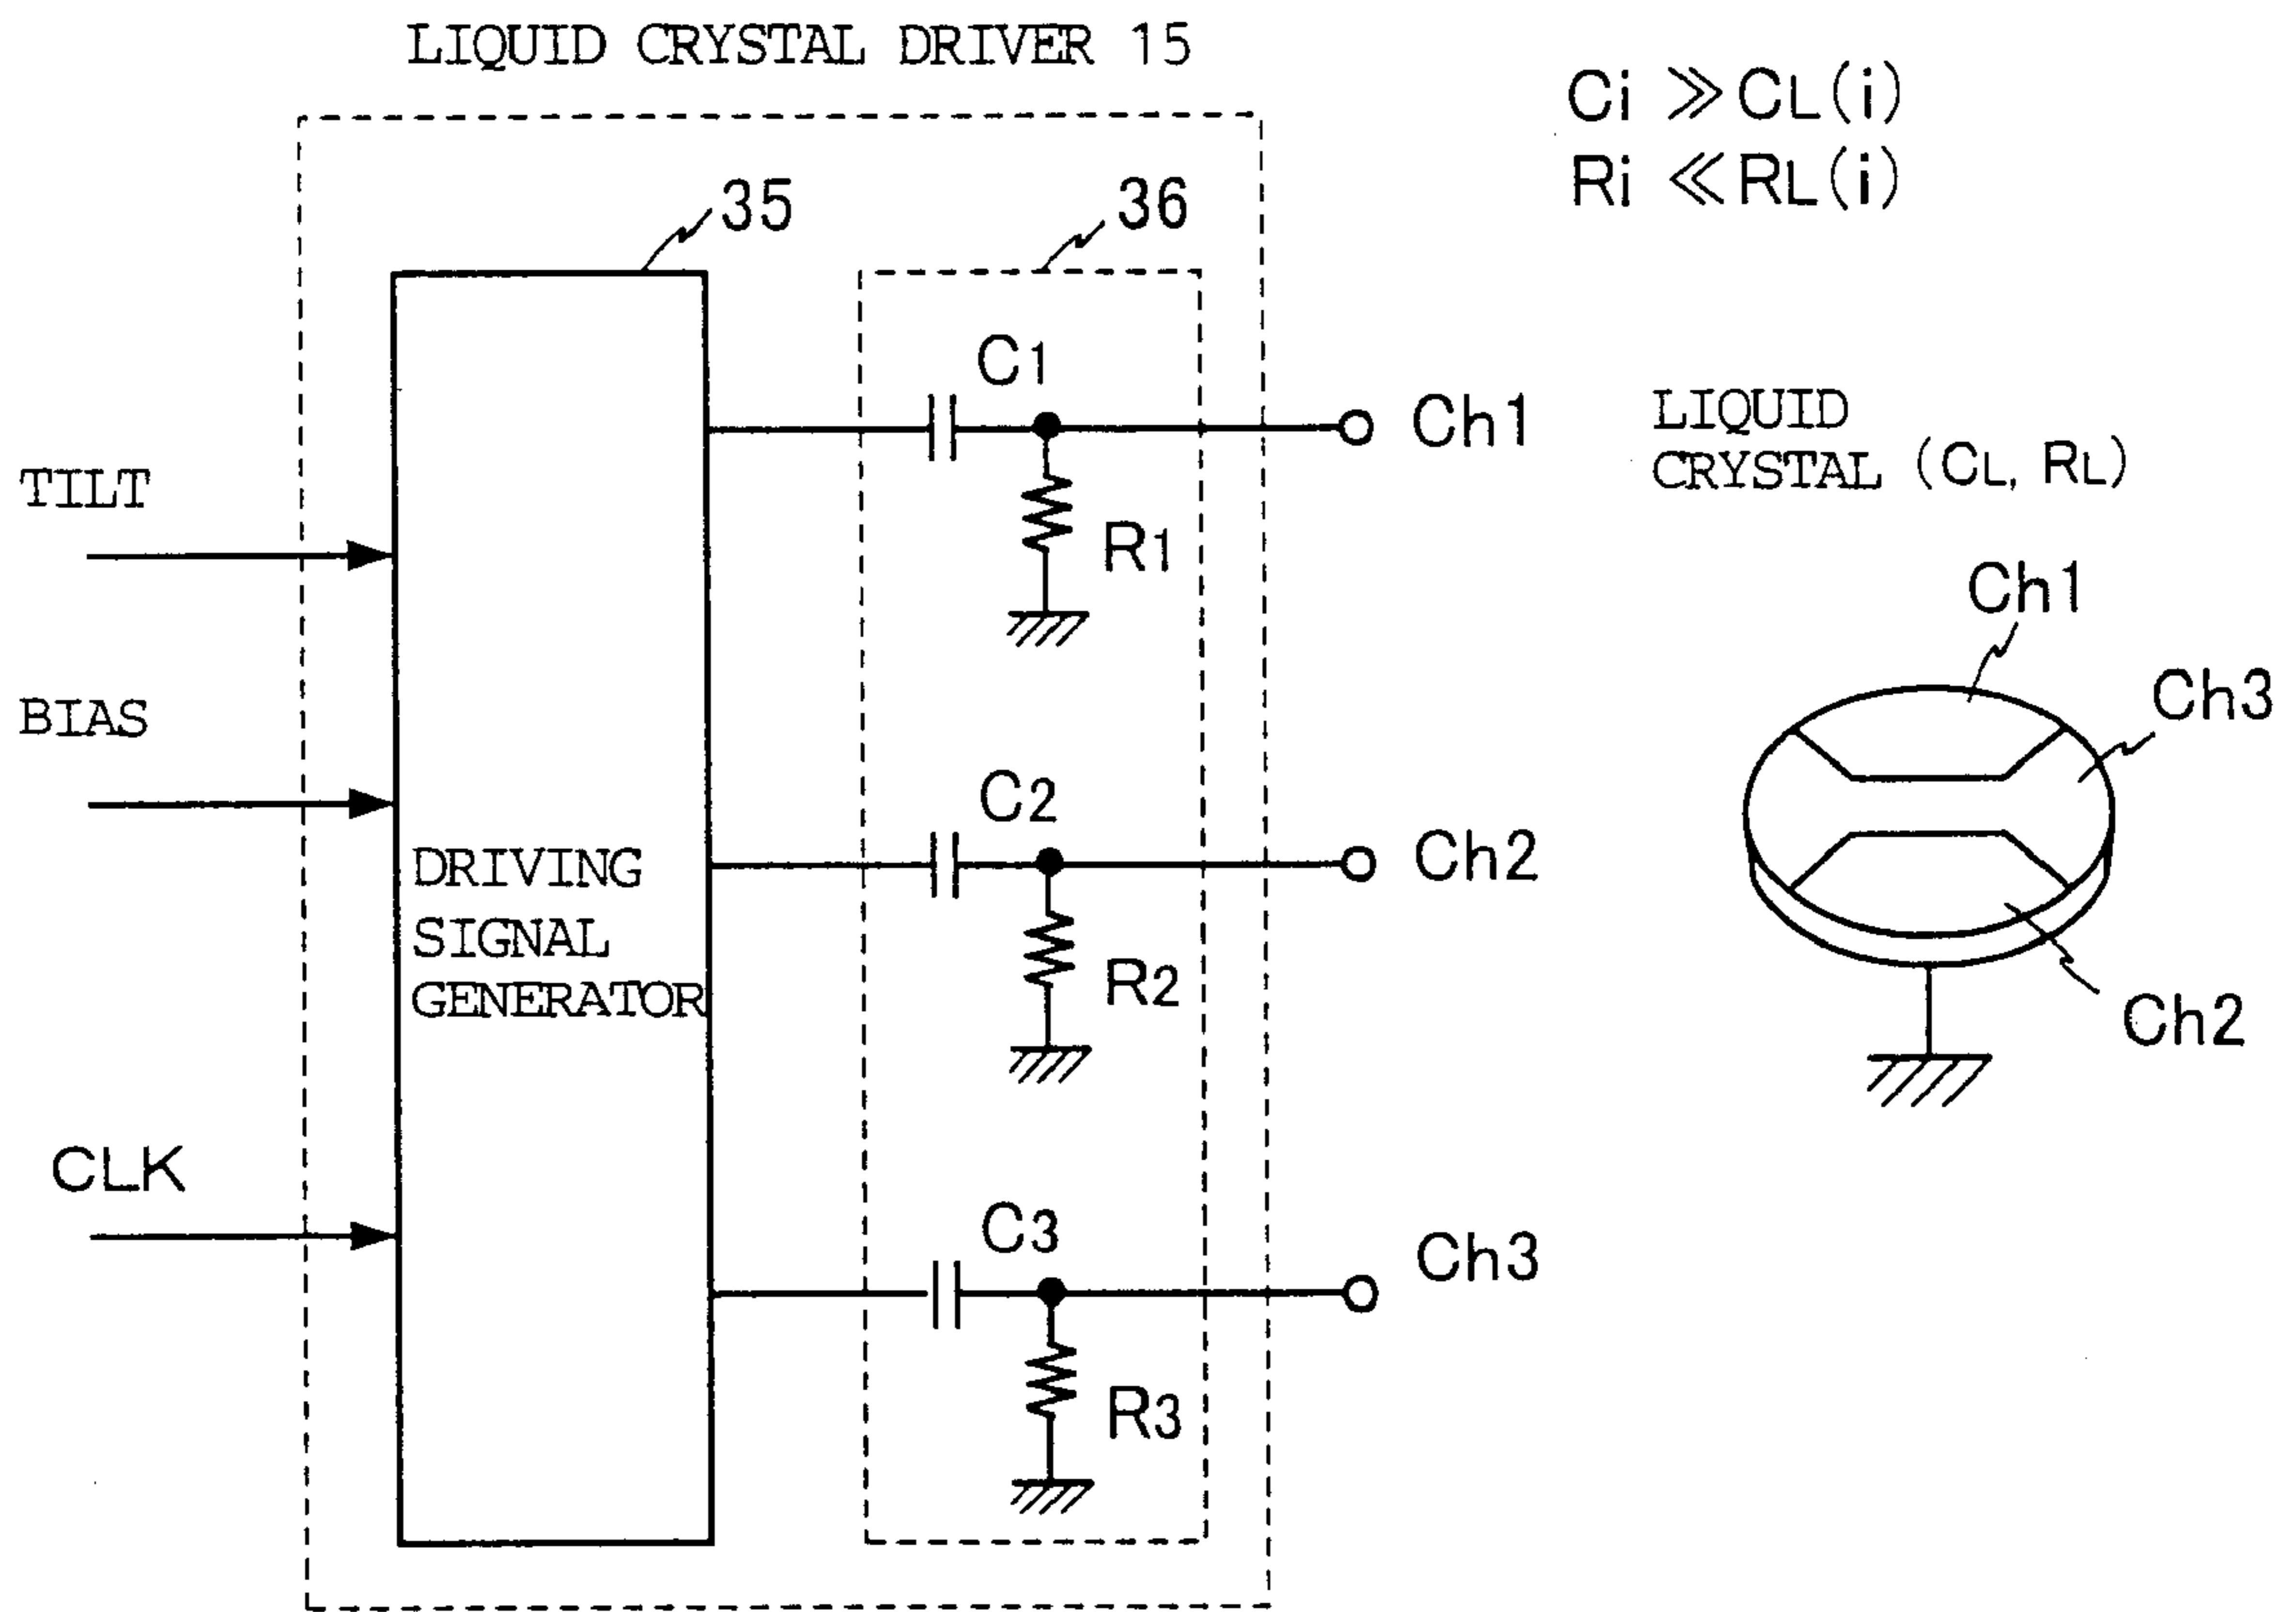 LIQUID CRYSTAL DRIVER 15
Ci ≫ CL(i)
Ri ≪ RL(i)
35
36
C1
Ch1
R1
LIQUID
CRYSTAL (CL, RL)
TILT
BIAS
CLK
DRIVING
SIGNAL
GENERATOR
C2
Ch2
R2
C3
Ch3
R3
Ch1
Ch3
Ch2